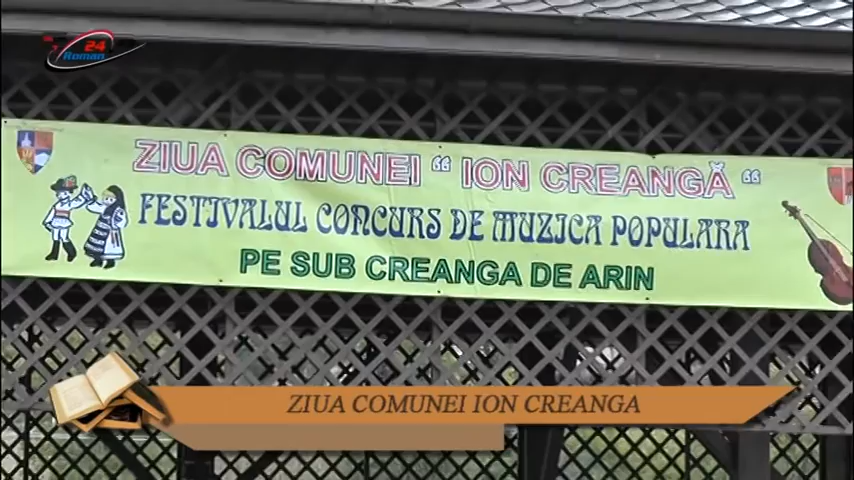 24
Roman
ZIUA COMUNEI “ ION CREANGĂ “
FESTIVALUL CONCURS DE MUZICA POPULARA
PE SUB CREANGA DE ARIN
ZIUA COMUNEI ION CREANGA